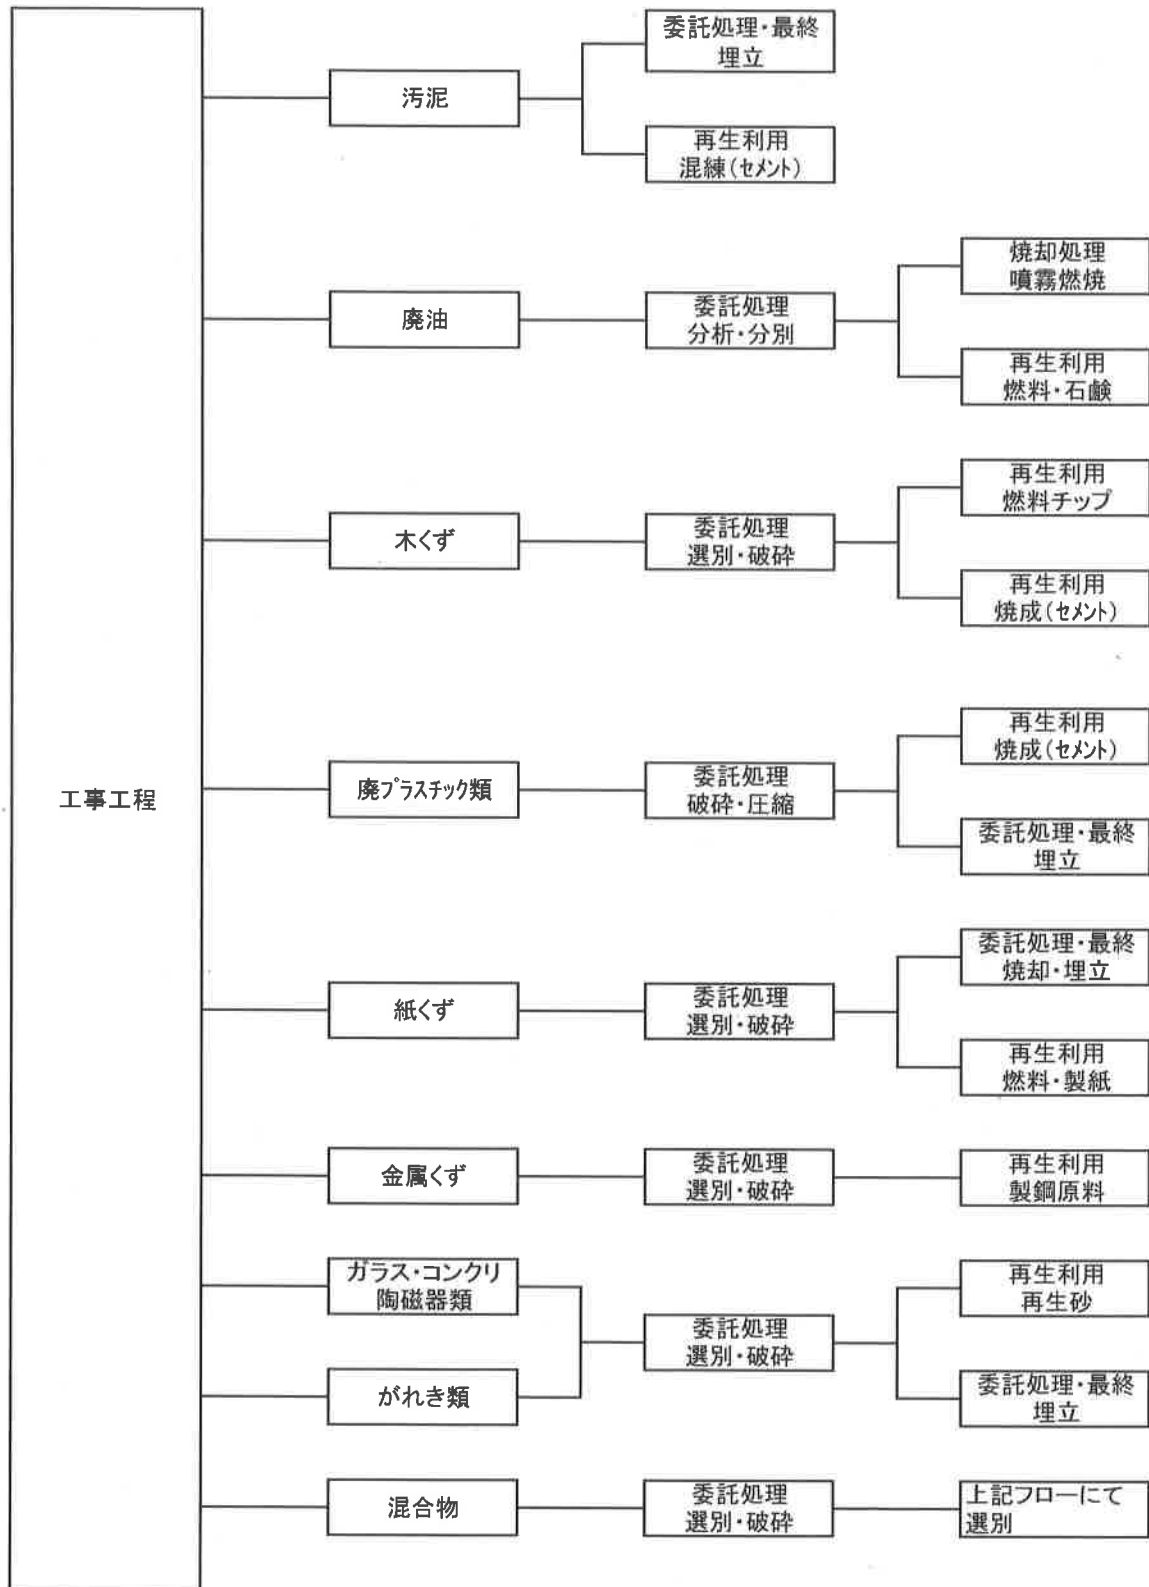 工事工程
汚泥
委託処理・最終
埋立
再生利用
混練（ｾﾒﾝﾄ）
廃油
委託処理
分析・分別
焼却処理
噴霧燃焼
再生利用
燃料・石鹸
木くず
委託処理
選別・破砕
再生利用
燃料チップ
再生利用
焼成（ｾﾒﾝﾄ）
廃ﾌﾟﾗｽﾁｯｸ類
委託処理
破砕・圧縮
再生利用
焼成（ｾﾒﾝﾄ）
委託処理・最終
埋立
紙くず
委託処理
選別・破砕
委託処理・最終
焼却・埋立
再生利用
燃料・製紙
金属くず
委託処理
選別・破砕
再生利用
製鋼原料
ガラス・コンクリ
陶磁器類
がれき類
委託処理
選別・破砕
再生利用
再生砂
委託処理・最終
埋立
混合物
委託処理
選別・破砕
上記フローにて
選別